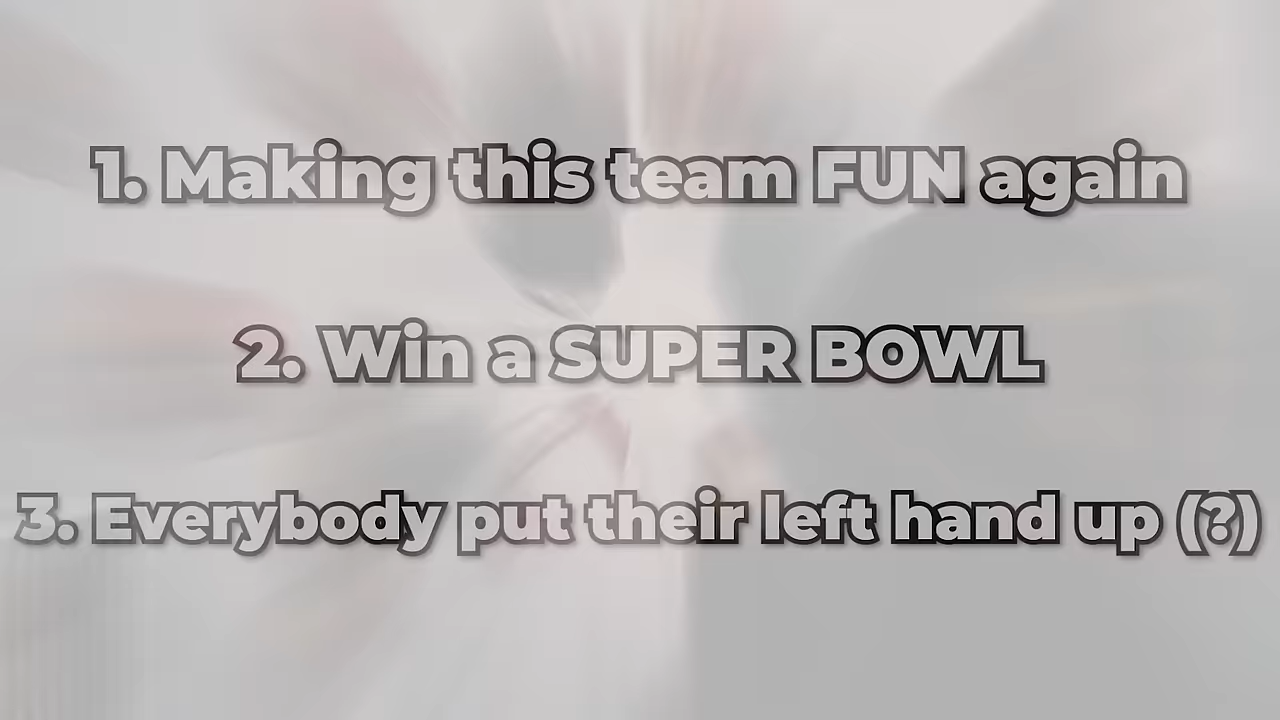 1. Making this team FUN again
2. Win a SUPER BOWL
3. Everybody put their left hand up (?)